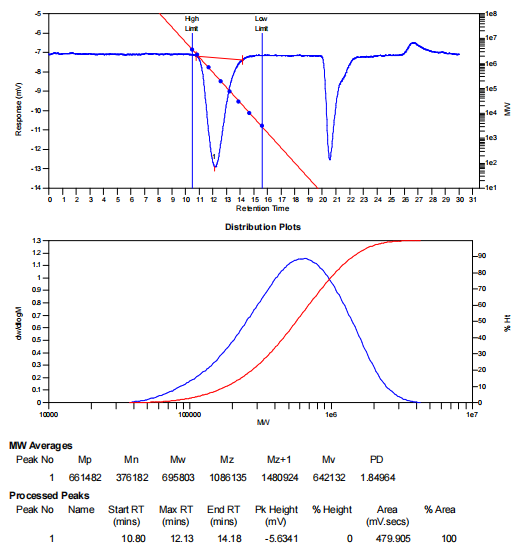 -5
-6
-7
-8
-9
-10
-11
-12
-13
-14
Response (mV)
High
Limit
Low
Limit
1
1e8
1e7
1e6
1e5
1e4
1e3
1e2
1e1
MW
0 1 2 3 4 5 6 7 8 9 10 11 12 13 14 15 16 17 18 19 20 21 22 23 24 25 26 27 28 29 30 31
Retention Time
Distribution Plots
1.3
1.2
1.1
1
0.9
0.8
0.7
0.6
0.5
0.4
0.3
0.2
0.1
0
dw/dlogM
90
80
70
60
50
40
30
20
10
0
% Ht
10000 100000 1e6 1e7
MW
MW Averages
Peak No Mp Mn Mw Mz Mz+1 Mv PD
1 661482 376182 695803 1086135 1480924 642132 1.84964
Processed Peaks
Peak No Name Start RT Max RT End RT Pk Height % Height Area % Area
(mins) (mins) (mins) (mV) (mV.secs)
1 10.80 12.13 14.18 -5.6341 0 479.905 100